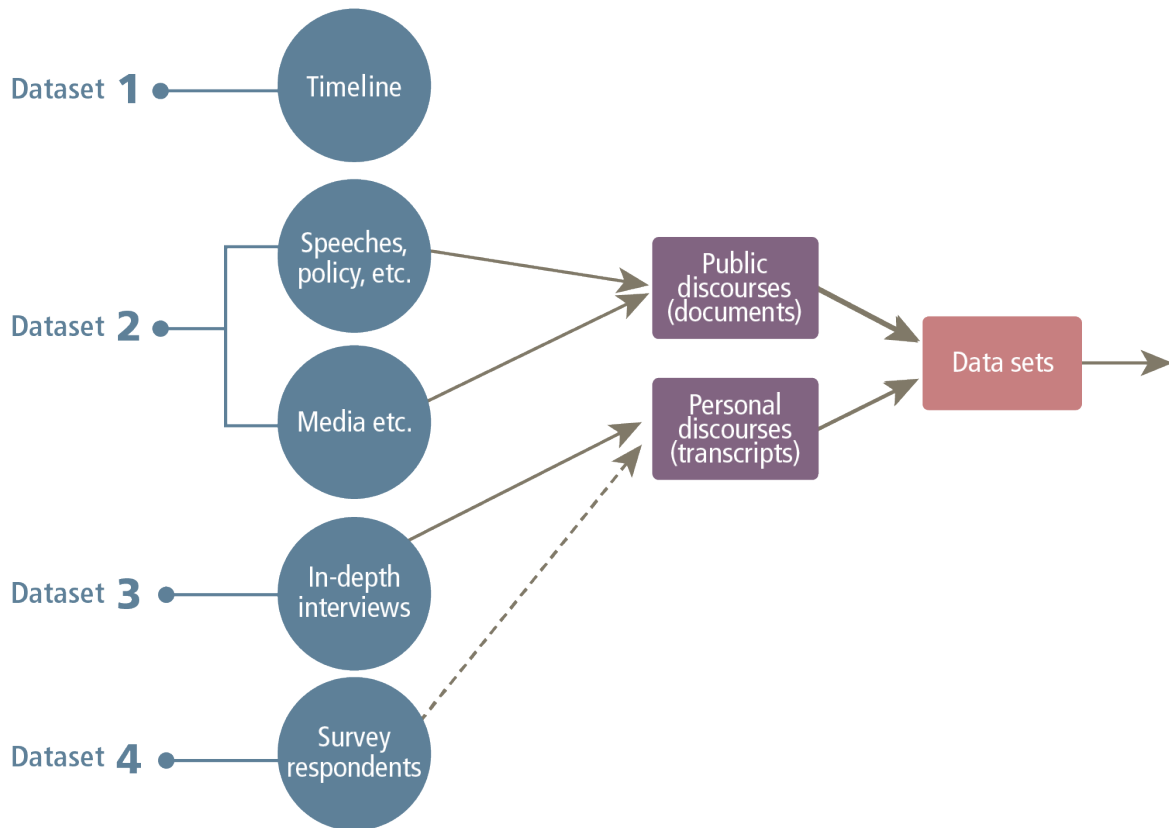 Dataset 1
Timeline
Dataset 2
Speeches,
policy, etc.
Media etc.
Public
discourses
(documents)
Personal
discourses
(transcripts)
Data sets
Dataset 3
In-depth
interviews
Dataset 4
Survey
respondents